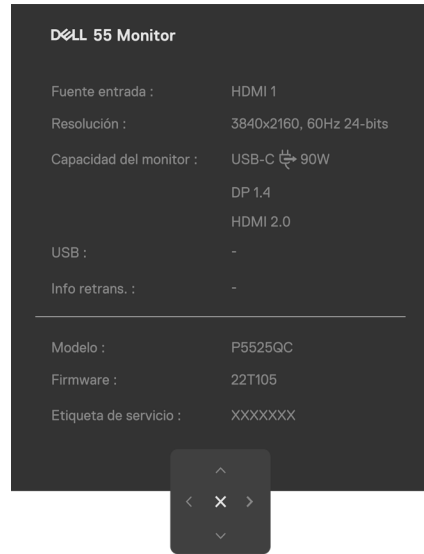 DELL 55 Monitor
Fuente entrada : HDMI 1
Resolución : 3840x2160, 60Hz 24-bits
Capacidad del monitor : USB-C 90W
DP 1.4
HDMI 2.0
USB : -
Info retrans. : -
Modelo : P5525QC
Firmware : 22T105
Etiqueta de servicio : XXXXXXX